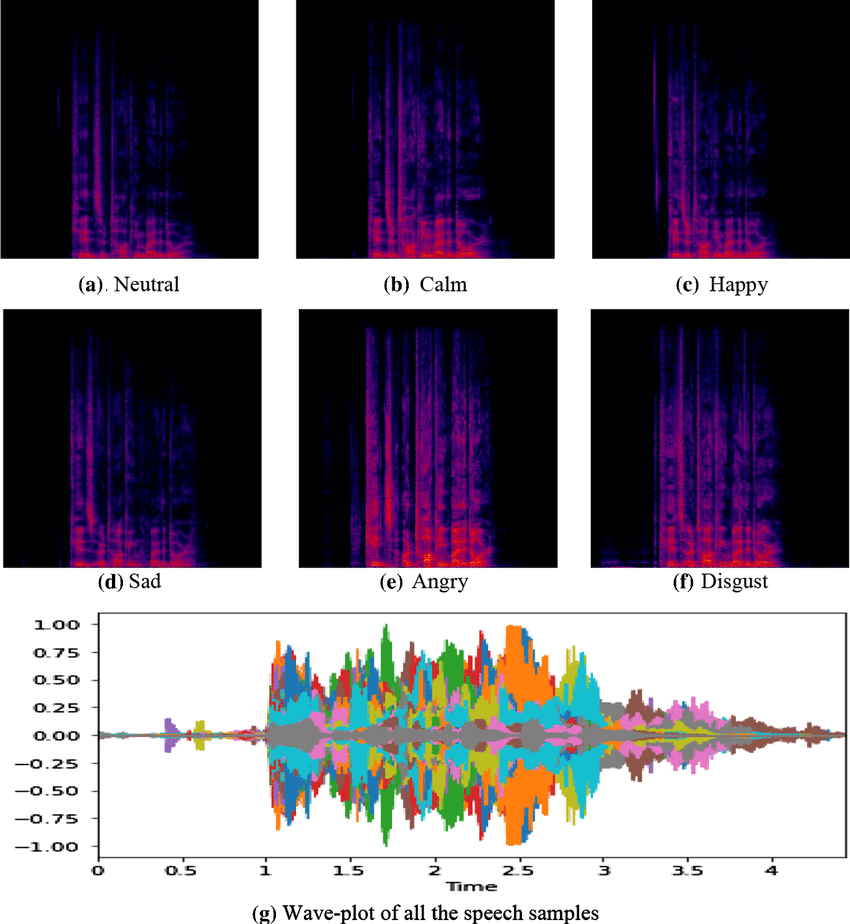 (a). Neutral
(b) Calm
(c) Happy
(d) Sad
(e) Angry
(f) Disgust
1.00
0.75
0.50
0.25
0.00
−0.25
−0.50
−0.75
−1.00
0 0.5 1 1.5 2 2.5 3 3.5 4
Time
(g) Wave-plot of all the speech samples